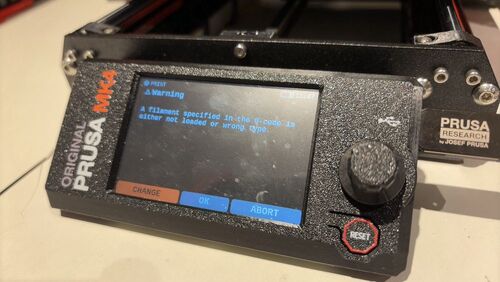 PRINT
Warning
A filament specified in the G-code is
either not loaded or wrong type.
CHANGE
OK
ABORT
ORIGINAL
PRUSA MK4
RESET
PRUSA
RESEARCH
by JOSEF PRUSA